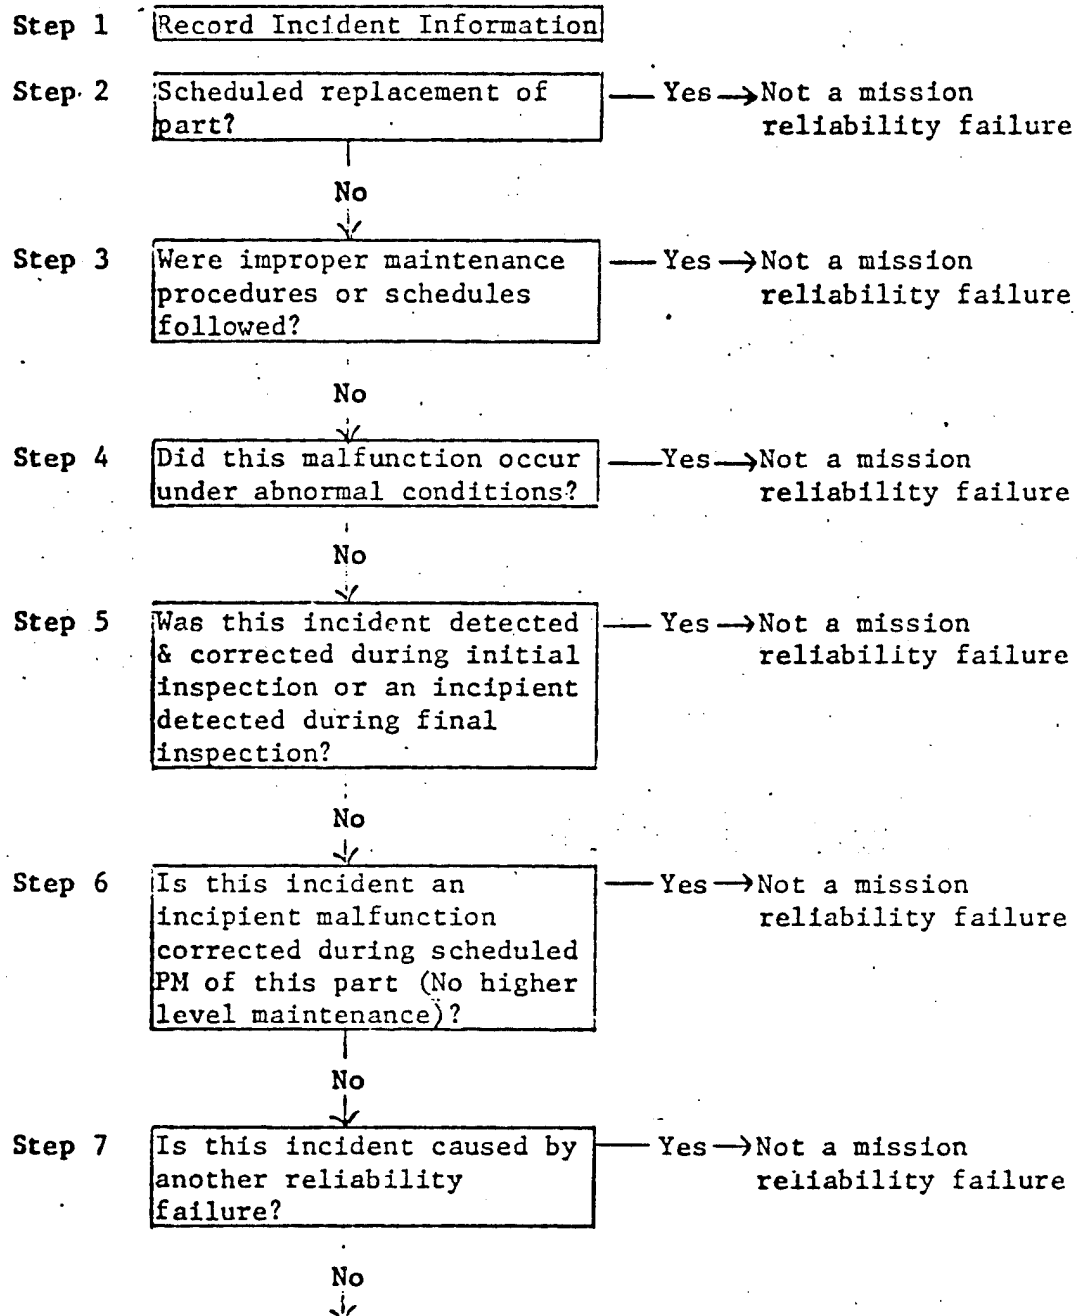 Step 1 Record Incident Information
Step 2 Scheduled replacement of — Yes → Not a mission
part? reliability failure
No
Step 3 Were improper maintenance — Yes → Not a mission
procedures or schedules reliability failure
followed?
No
Step 4 Did this malfunction occur — Yes → Not a mission
under abnormal conditions? reliability failure
No
Step 5 Was this incident detected — Yes → Not a mission
& corrected during initial reliability failure
inspection or an incipient
detected during final
inspection?
No
Step 6 Is this incident an — Yes → Not a mission
incipient malfunction reliability failure
corrected during scheduled
PM of this part (No higher
level maintenance)?
No
Step 7 Is this incident caused by — Yes → Not a mission
another reliability reliability failure
failure?
No